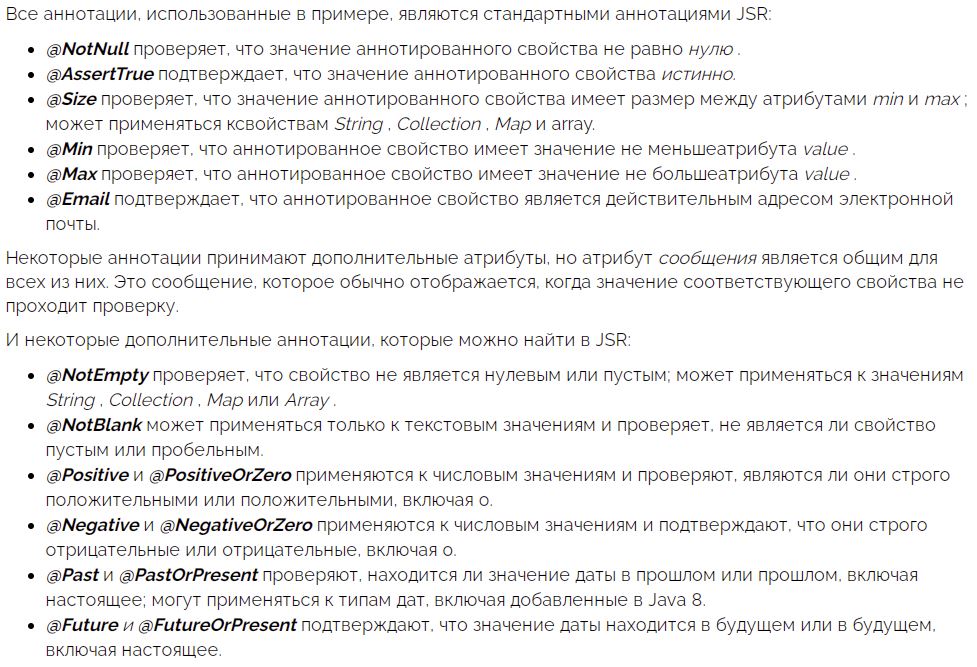 Все аннотации, использованные в примере, являются стандартными аннотациями JSR:
• @NotNull проверяет, что значение аннотированного свойства не равно нулю .
• @AssertTrue подтверждает, что значение аннотированного свойства истинно.
• @Size проверяет, что значение аннотированного свойства имеет размер между атрибутами min и max ;
может применяться ксвойствам String , Collection , Map и array.
• @Min проверяет, что аннотированное свойство имеет значение не меньшеатрибута value .
• @Max проверяет, что аннотированное свойство имеет значение не большеатрибута value .
• @Email подтверждает, что аннотированное свойство является действительным адресом электронной
почты.
Некоторые аннотации принимают дополнительные атрибуты, но атрибут сообщения является общим для
всех из них. Это сообщение, которое обычно отображается, когда значение соответствующего свойства не
проходит проверку.
И некоторые дополнительные аннотации, которые можно найти в JSR:
• @NotEmpty проверяет, что свойство не является нулевым или пустым; может применяться к значениям
String , Collection , Map или Array .
• @NotBlank может применяться только к текстовым значениям и проверяет, не является ли свойство
пустым или пробельным.
• @Positive и @PositiveOrZero применяются к числовым значениям и проверяют, являются ли они строго
положительными или положительными, включая 0.
• @Negative и @NegativeOrZero применяются к числовым значениям и подтверждают, что они строго
отрицательные или отрицательные, включая 0.
• @Past и @PastOrPresent проверяют, находится ли значение даты в прошлом или прошлом, включая
настоящее; могут применяться к типам дат, включая добавленные в Java 8.
• @Future и @FutureOrPresent подтверждают, что значение даты находится в будущем или в будущем,
включая настоящее.